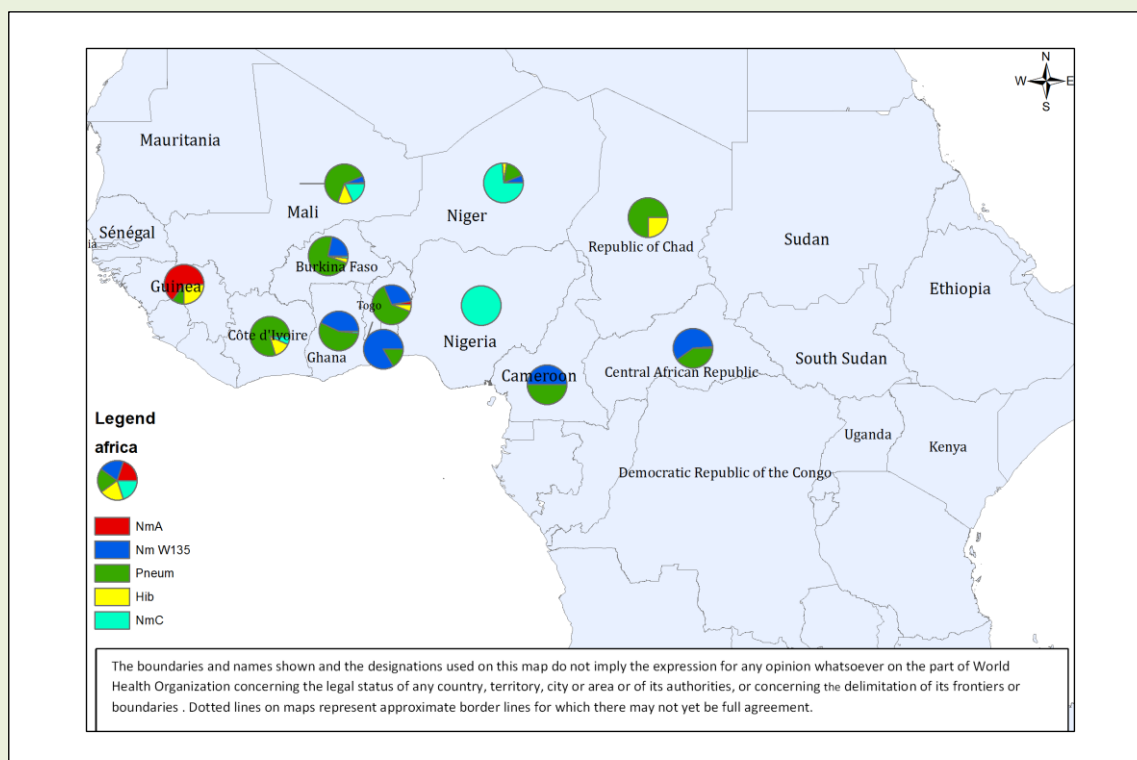 N
W E
S
Mauritania
Mali
Niger
Sénégal
ia
Republic of Chad
Sudan
Burkina Faso
Guinea
Togo
Ethiopia
Côte d'Ivoire
Ghana
Nigeria
Cameroon
Central African Republic
South Sudan
Uganda
Kenya
Democratic Republic of the Congo
Legend
africa
NmA
Nm W135
Pneum
Hib
NmC
The boundaries and names shown and the designations used on this map do not imply the expression for any opinion whatsoever on the part of World
Health Organization concerning the legal status of any country, territory, city or area or of its authorities, or concerning the delimitation of its frontiers or
boundaries . Dotted lines on maps represent approximate border lines for which there may not yet be full agreement.